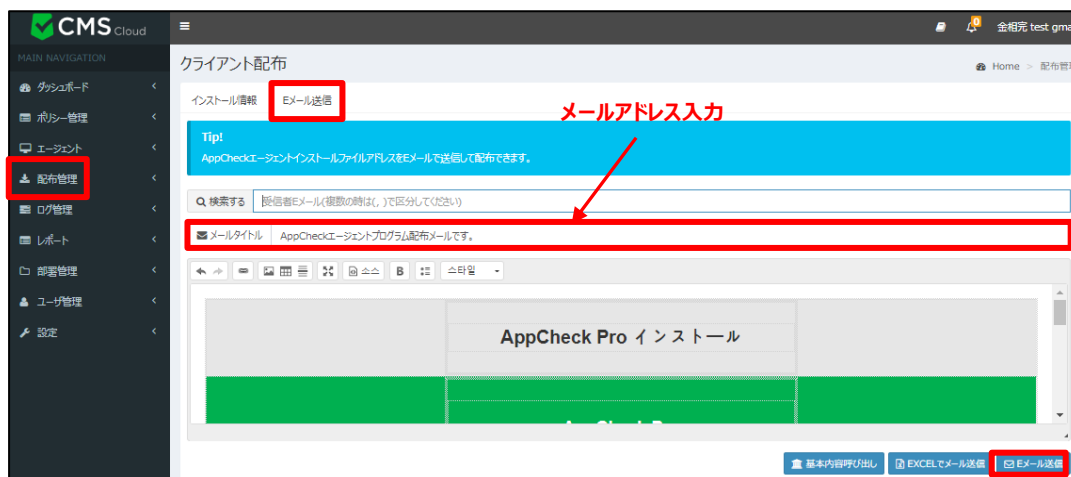 CMS Cloud
金相完 test gma
MAIN NAVIGATION
ダッシュボード
ポリシー管理
エージェント
配布管理
ログ管理
レポート
部署管理
ユーザ管理
設定
クライアント配布
Home > 配布管理
インストール情報 Eメール送信
メールアドレス入力
Tip!
AppCheckエージェントインストールファイルアドレスをEメールで送信して配布できます。
検索する 受信者Eメール(複数の時は(, )で区分してください)
メールタイトル AppCheckエージェントプログラム配布メールです。
소스 B 스타일
AppCheck Pro インストール
基本内容呼び出し EXCELでメール送信 Eメール送信